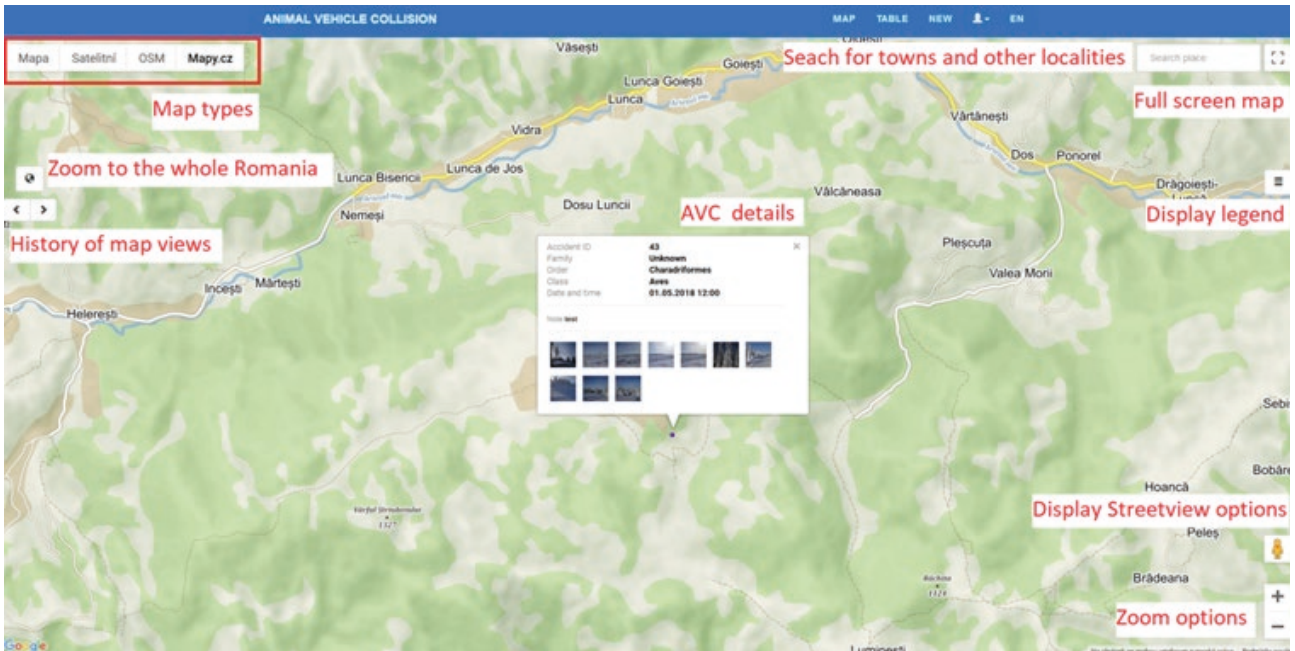 ANIMAL VEHICLE COLLISION
MAP TABLE NEW EN
Mapa Satelitní OSM Mapy.cz
Map types
Văsești
Goiești
Seach for towns and other localities
Search place
Full screen map
Lunca Goiești
Lunca
Vidra
Vârtănești
Zoom to the whole Romania
Lunca Bisericii
Lunca de Jos
Dos
Ponorel
Nemeși
Dosu Luncii
AVC details
Vâlcăneasa
Drăgoiești-
Luncă
Display legend
History of map views
Incești
Mărtești
Pleșcuța
Valea Morii
Helerești
Accident ID 43
Family Unknown
Order Charadriformes
Class Aves
Date and time 01.05.2018 12:00
Note test
1327
Hoancă
Display Streetview options
Peleș
Brădeana
1328
Zoom options
Google